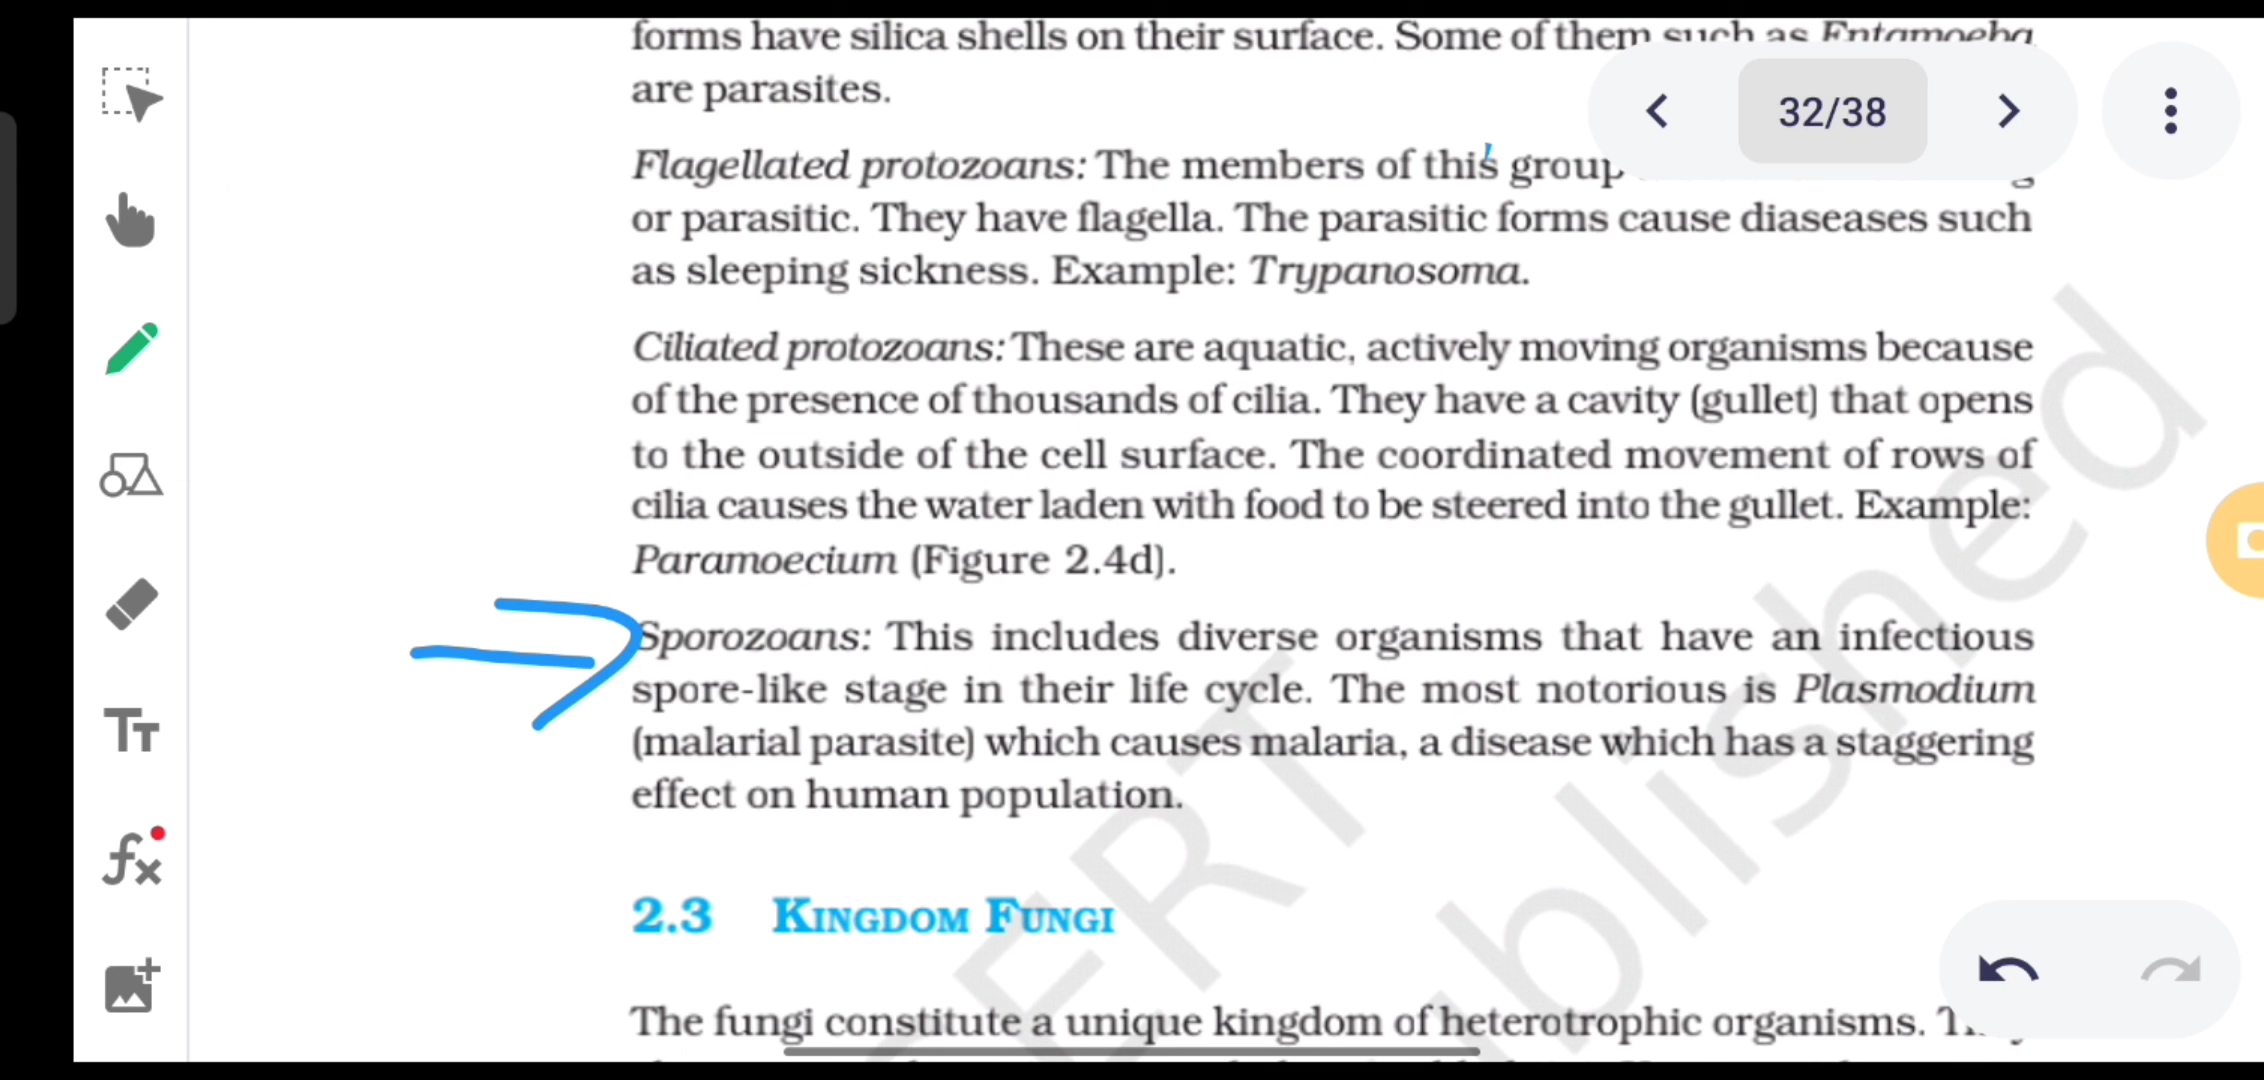 forms have silica shells on their surface. Some of them such as Entamoeba
are parasites.
32/38
Flagellated protozoans: The members of this group
or parasitic. They have flagella. The parasitic forms cause diaseases such
as sleeping sickness. Example: Trypanosoma.
Ciliated protozoans: These are aquatic, actively moving organisms because
of the presence of thousands of cilia. They have a cavity (gullet) that opens
to the outside of the cell surface. The coordinated movement of rows of
cilia causes the water laden with food to be steered into the gullet. Example:
Paramoecium (Figure 2.4d).
Sporozoans: This includes diverse organisms that have an infectious
spore-like stage in their life cycle. The most notorious is Plasmodium
(malarial parasite) which causes malaria, a disease which has a staggering
effect on human population.
2.3 KINGDOM FUNGI
The fungi constitute a unique kingdom of heterotrophic organisms.
TT
fx
ERT
blished